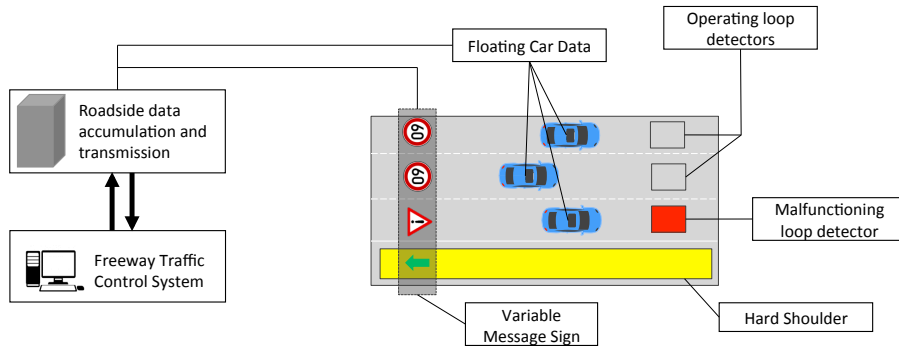 Operating loop
detectors
Floating Car Data
Roadside data
accumulation and
transmission
60
60
!
Malfunctioning
loop detector
Freeway Traffic
Control System
Variable
Message Sign
Hard Shoulder